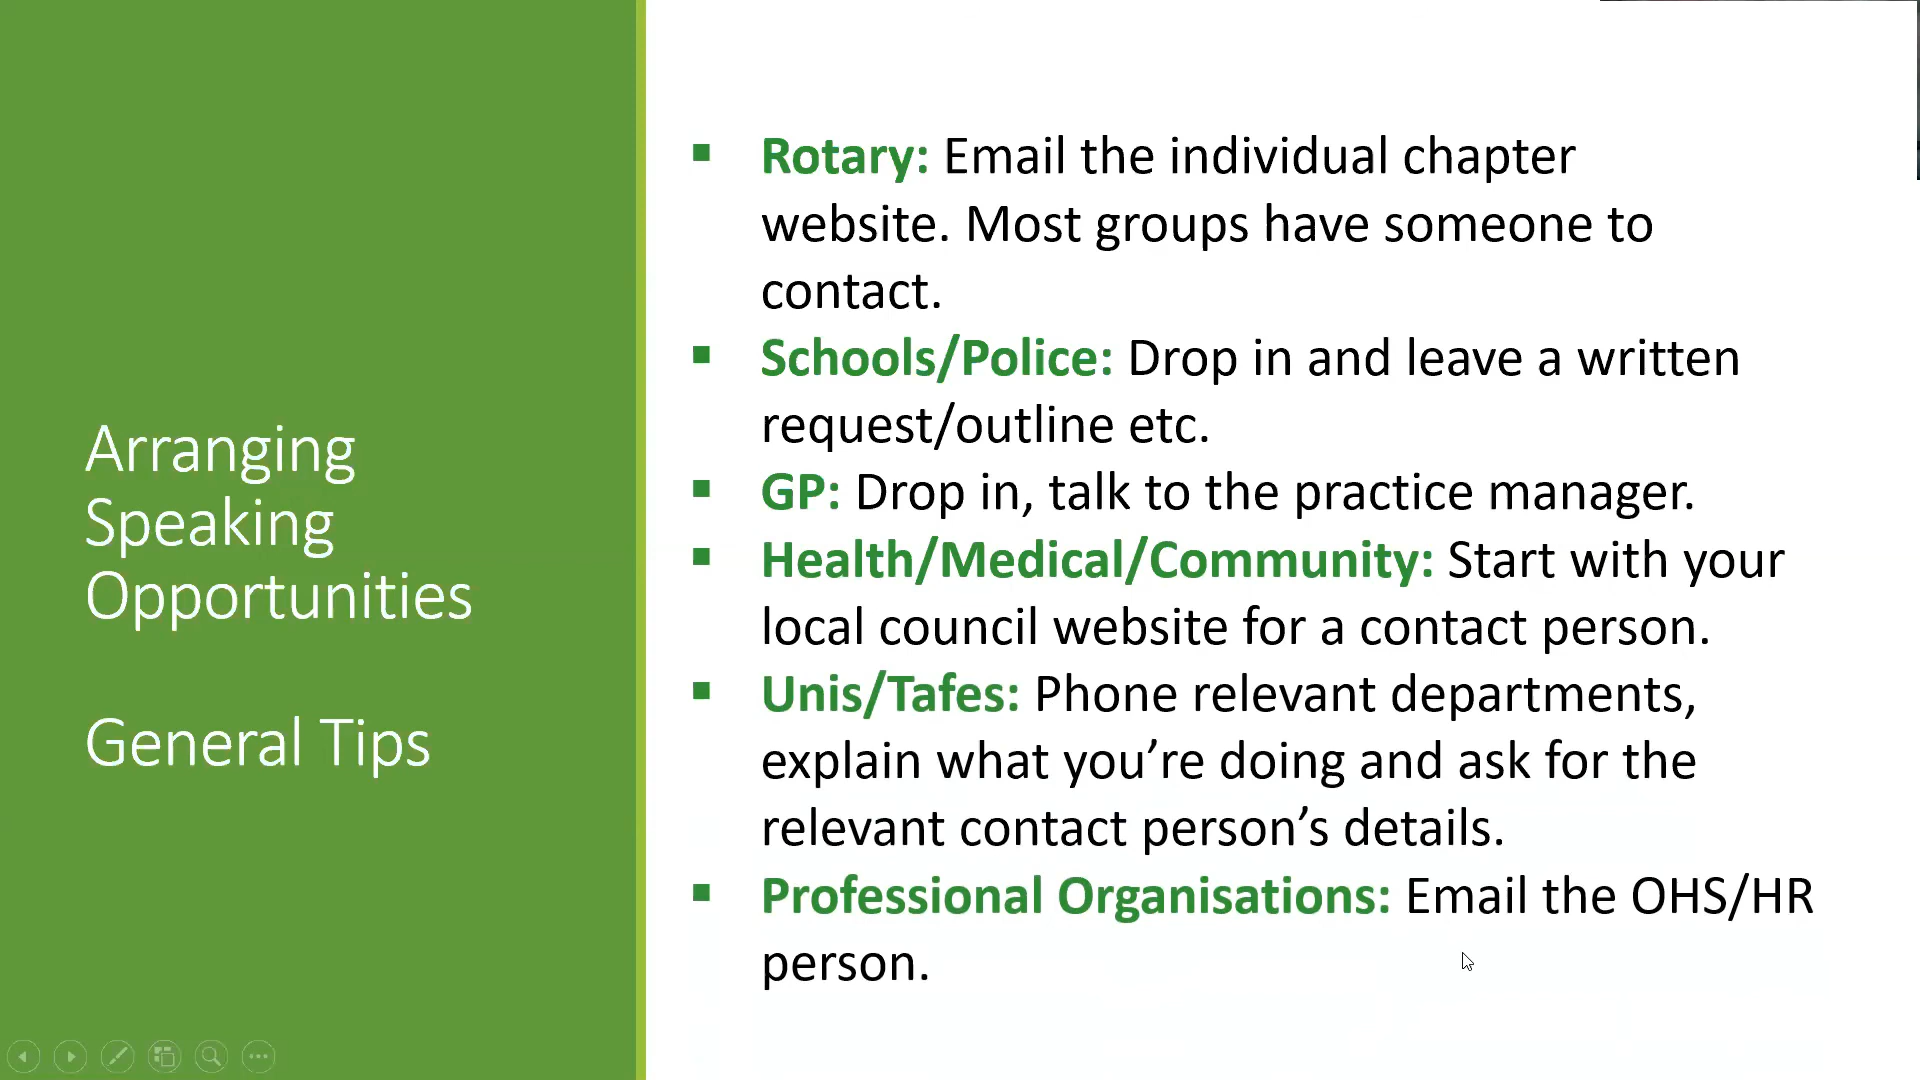 Arranging
Speaking
Opportunities
General Tips
Rotary: Email the individual chapter
website. Most groups have someone to
contact.
Schools/Police: Drop in and leave a written
request/outline etc.
GP: Drop in, talk to the practice manager.
Health/Medical/Community: Start with your
local council website for a contact person.
Unis/Tafes: Phone relevant departments,
explain what you’re doing and ask for the
relevant contact person’s details.
Professional Organisations: Email the OHS/HR
person.